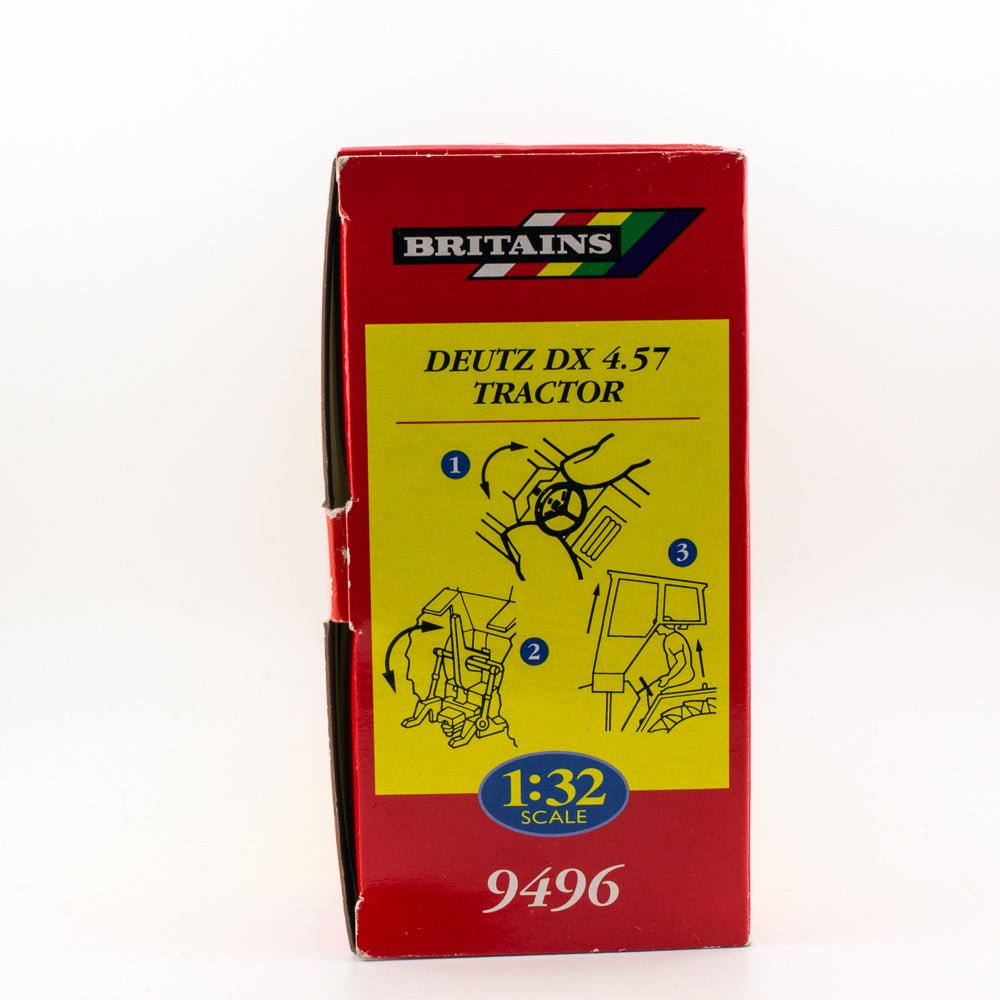 BRITAINS
DEUTZ DX 4.57
TRACTOR
1
3
2
1:32
SCALE
9496